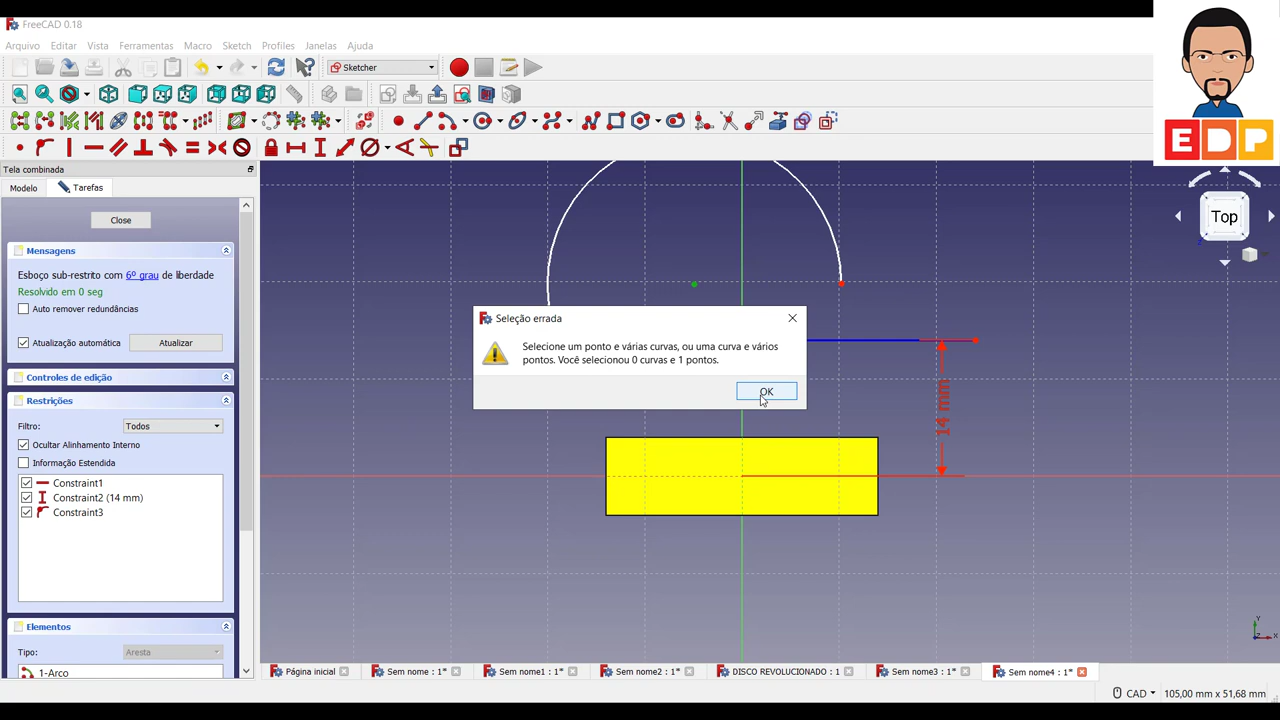 FreeCAD 0.18
Arquivo Editar Vista Ferramentas Macro Sketch Profiles Janelas Ajuda
Sketcher
EDP
Tela combinada
Modelo Tarefas
Close
Mensagens
Esboço sub-restrito com 6º grau de liberdade
Resolvido em 0 seg
Auto remover redundâncias
Atualização automática Atualizar
Controles de edição
Restrições
Filtro: Todos
Ocultar Alinhamento Interno
Informação Estendida
Constraint1
Constraint2 (14 mm)
Constraint3
Elementos
Tipo: Aresta
1-Arco
Top
Seleção errada
Selecione um ponto e várias curvas, ou uma curva e vários
pontos. Você selecionou 0 curvas e 1 pontos.
OK
14 mm
Y
Z X
Página inicial Sem nome : 1* Sem nome1 : 1* Sem nome2 : 1* DISCO REVOLUCIONADO : 1 Sem nome3 : 1* Sem nome4 : 1*
CAD 105,00 mm x 51,68 mm